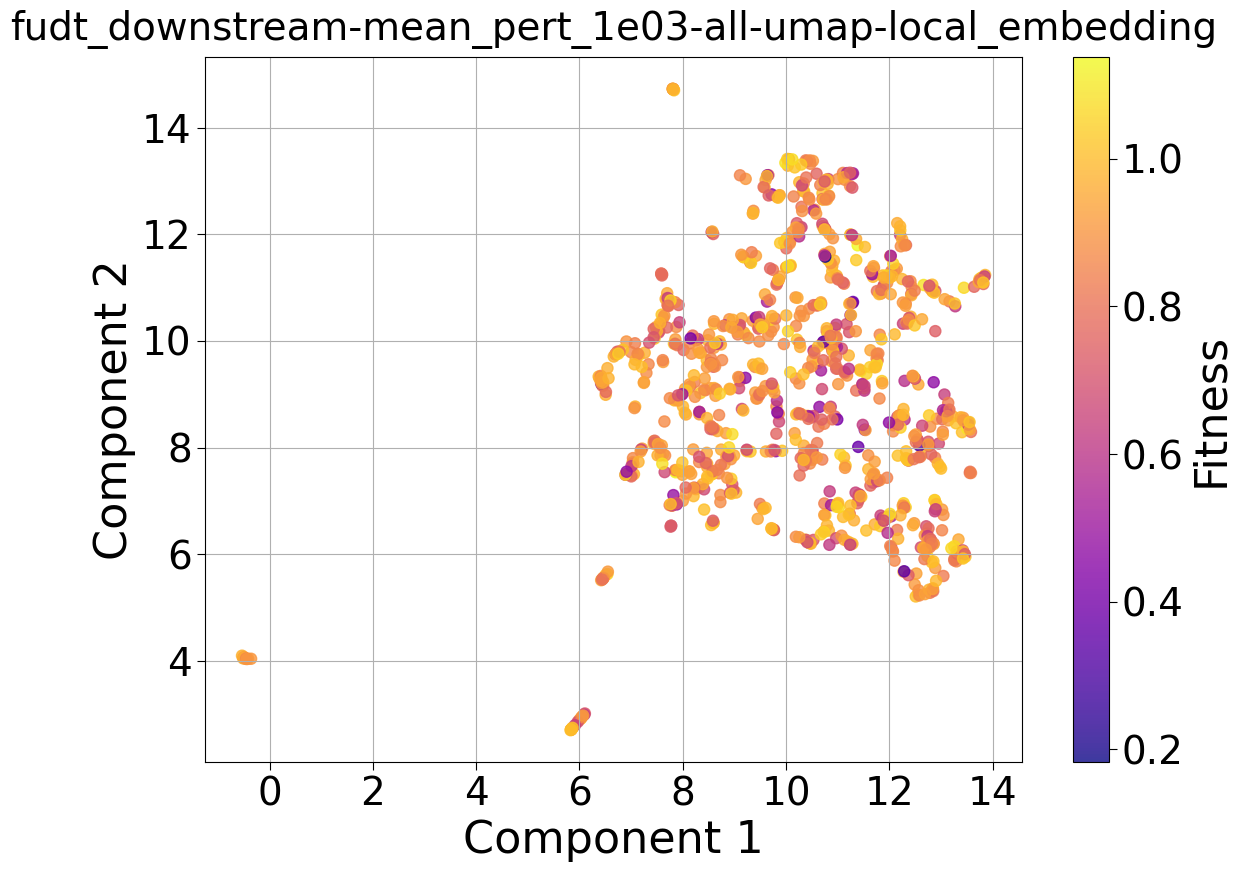 fudt_downstream-mean_pert_1e03-all-umap-local_embedding
14
12
10
8
6
4
0 2 4 6 8 10 12 14
Component 1
Component 2
1.0
0.8
0.6
0.4
0.2
Fitness